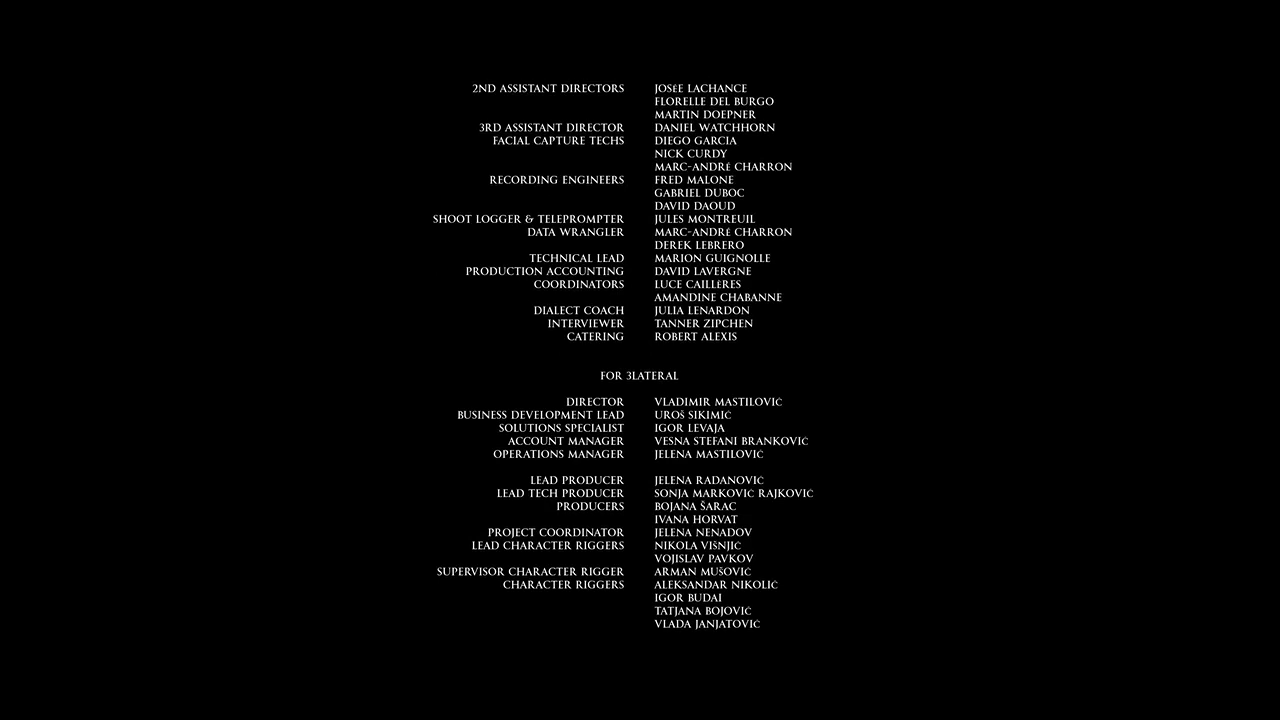 2ND ASSISTANT DIRECTORS JOSÉE LACHANCE
FLORELLE DEL BURGO
MARTIN DOEPNER
3RD ASSISTANT DIRECTOR DANIEL WATCHHORN
FACIAL CAPTURE TECHS DIEGO GARCIA
NICK CURDY
MARC-ANDRÉ CHARRON
RECORDING ENGINEERS FRED MALONE
GABRIEL DUBOC
DAVID DAOUD
SHOOT LOGGER & TELEPROMPTER JULES MONTREUIL
DATA WRANGLER MARC-ANDRÉ CHARRON
DEREK LEBRERO
TECHNICAL LEAD MARION GUIGNOLLE
PRODUCTION ACCOUNTING DAVID LAVERGNE
COORDINATORS LUCE CAILLÈRES
AMANDINE CHABANNE
DIALECT COACH JULIA LENARDON
INTERVIEWER TANNER ZIPCHEN
CATERING ROBERT ALEXIS
FOR 3LATERAL
DIRECTOR VLADIMIR MASTILOVIĆ
BUSINESS DEVELOPMENT LEAD UROŠ SIKIMIĆ
SOLUTIONS SPECIALIST IGOR LEVAJA
ACCOUNT MANAGER VESNA STEFANI BRANKOVIĆ
OPERATIONS MANAGER JELENA MASTILOVIĆ
LEAD PRODUCER JELENA RADANOVIĆ
LEAD TECH PRODUCER SONJA MARKOVIĆ RAJKOVIĆ
PRODUCERS BOJANA ŠARAC
IVANA HORVAT
PROJECT COORDINATOR JELENA NENADOV
LEAD CHARACTER RIGGERS NIKOLA VIŠNJIĆ
VOJISLAV PAVKOV
SUPERVISOR CHARACTER RIGGER ARMAN MUŠOVIĆ
CHARACTER RIGGERS ALEKSANDAR NIKOLIĆ
IGOR BUDAI
TATJANA BOJOVIĆ
VLADA JANJATOVIĆ